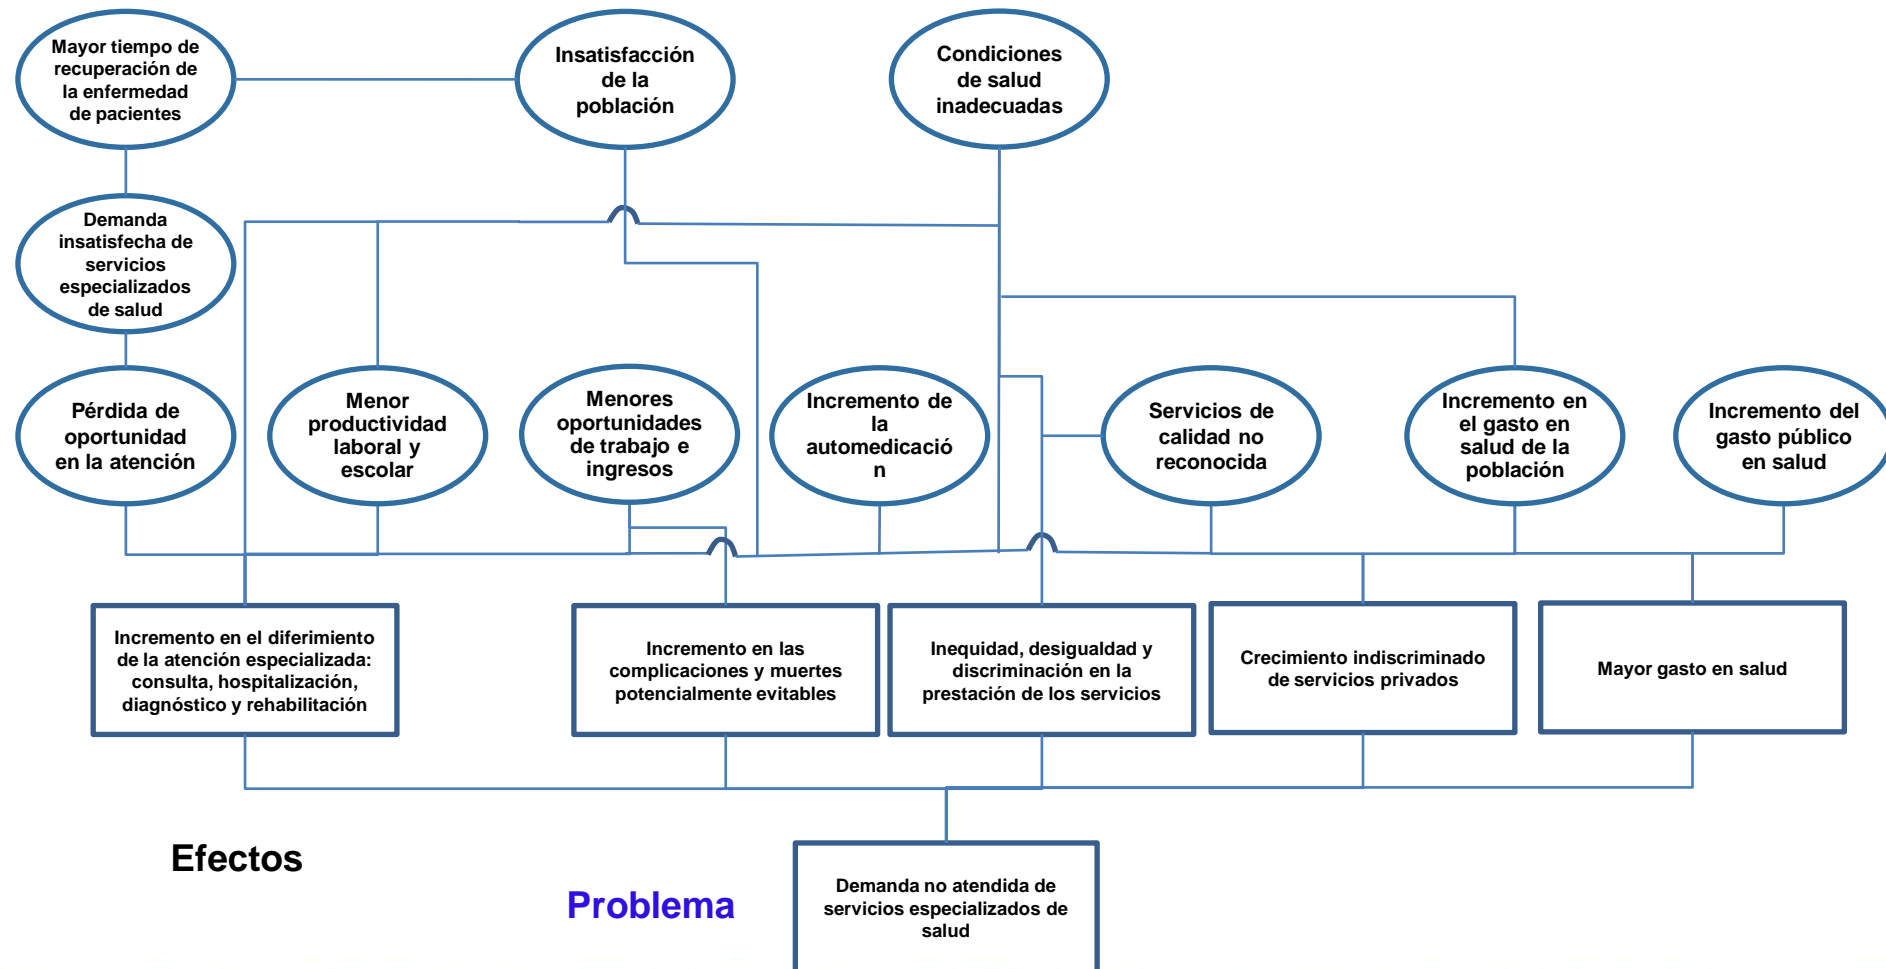 Mayor tiempo de
recuperación de
la enfermedad
de pacientes
Insatisfacción
de la
población
Condiciones
de salud
inadecuadas
Demanda
insatisfecha de
servicios
especializados
de salud
Pérdida de
oportunidad
en la atención
Menor
productividad
laboral y
escolar
Menores
oportunidades
de trabajo e
ingresos
Incremento de
la
automedicació
n
Servicios de
calidad no
reconocida
Incremento en
el gasto en
salud de la
población
Incremento del
gasto público
en salud
Incremento en el diferimiento
de la atención especializada:
consulta, hospitalización,
diagnóstico y rehabilitación
Incremento en las
complicaciones y muertes
potencialmente evitables
Inequidad, desigualdad y
discriminación en la
prestación de los servicios
Crecimiento indiscriminado
de servicios privados
Mayor gasto en salud
Efectos
Problema
Demanda no atendida de
servicios especializados de
salud